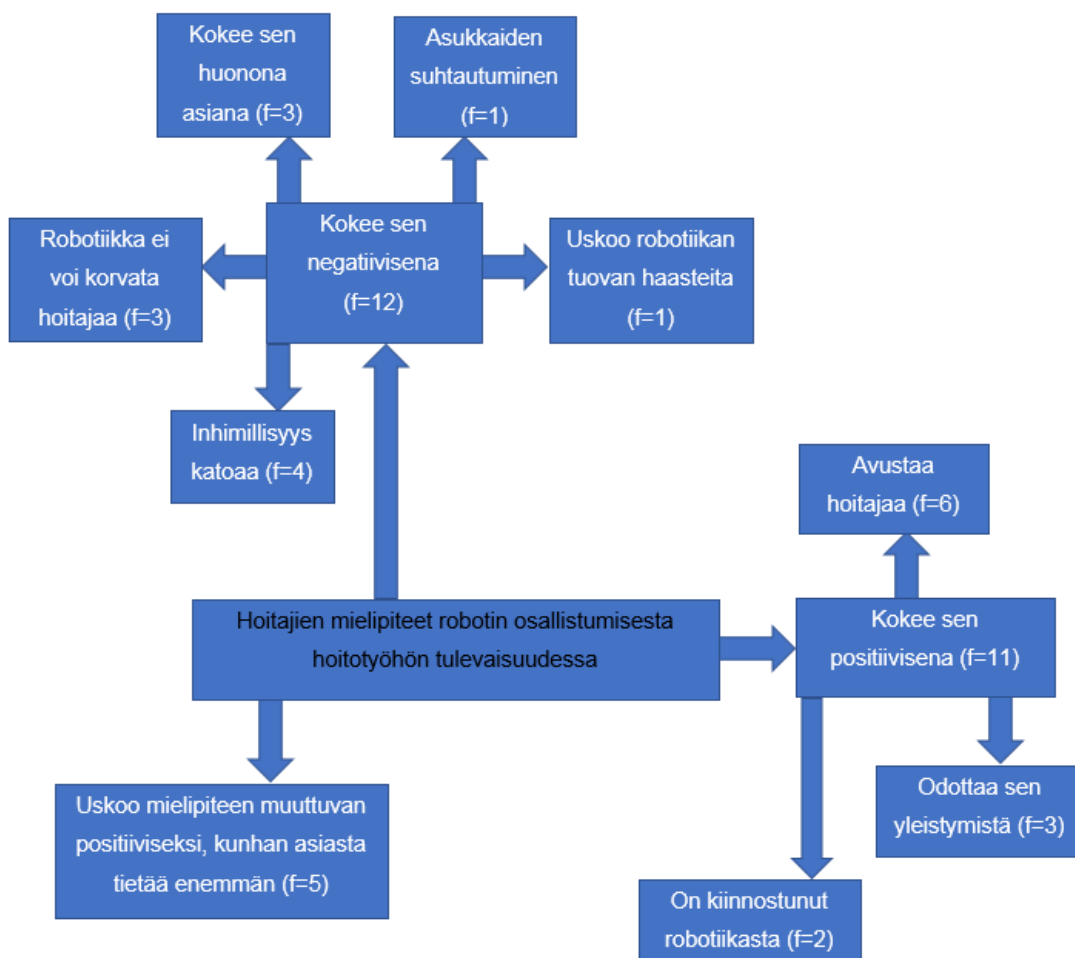 Kokee sen
huonona
asiana (f=3)
Asukkaiden
suhtautuminen
(f=1)
Robotiikka ei
voi korvata
hoitajaa (f=3)
Kokee sen
negatiivisena
(f=12)
Uskoo robotiikan
tuovan haasteita
(f=1)
Inhimillisyys
katoaa (f=4)
Avustaa
hoitajaa (f=6)
Hoitajien mielipiteet robotin osallistumisesta
hoitotyöhön tulevaisuudessa
Kokee sen
positiivisena (f=11)
Uskoo mielipiteen muuttuvan
positiiviseksi, kunhan asiasta
tietää enemmän (f=5)
Odottaa sen
yleistymistä (f=3)
On kiinnostunut
robotiikasta (f=2)